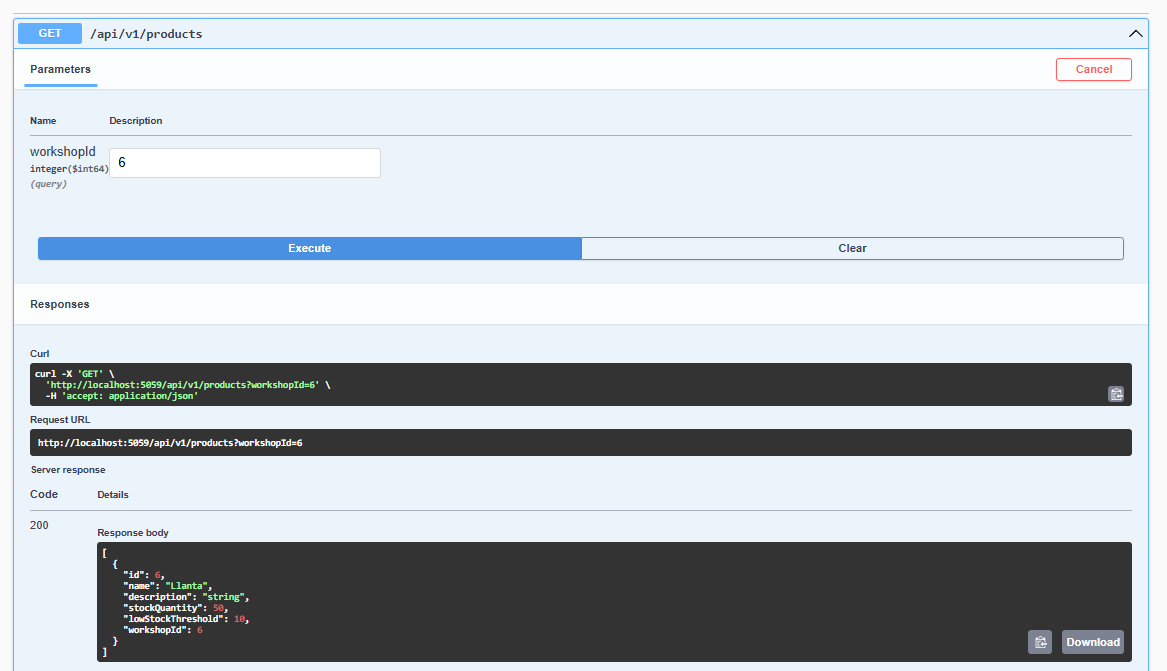 GET /api/v1/products
Parameters
Cancel
Name Description
workshopId
integer($int64)
(query)
6
Execute Clear
Responses
Curl
curl -X 'GET' \
'http://localhost:5059/api/v1/products?workshopId=6' \
-H 'accept: application/json'
Request URL
http://localhost:5059/api/v1/products?workshopId=6
Server response
Code Details
200
Response body
[
{
"id": 6,
"name": "Llanta",
"description": "string",
"stockQuantity": 50,
"lowStockThreshold": 10,
"workshopId": 6
}
]
Download